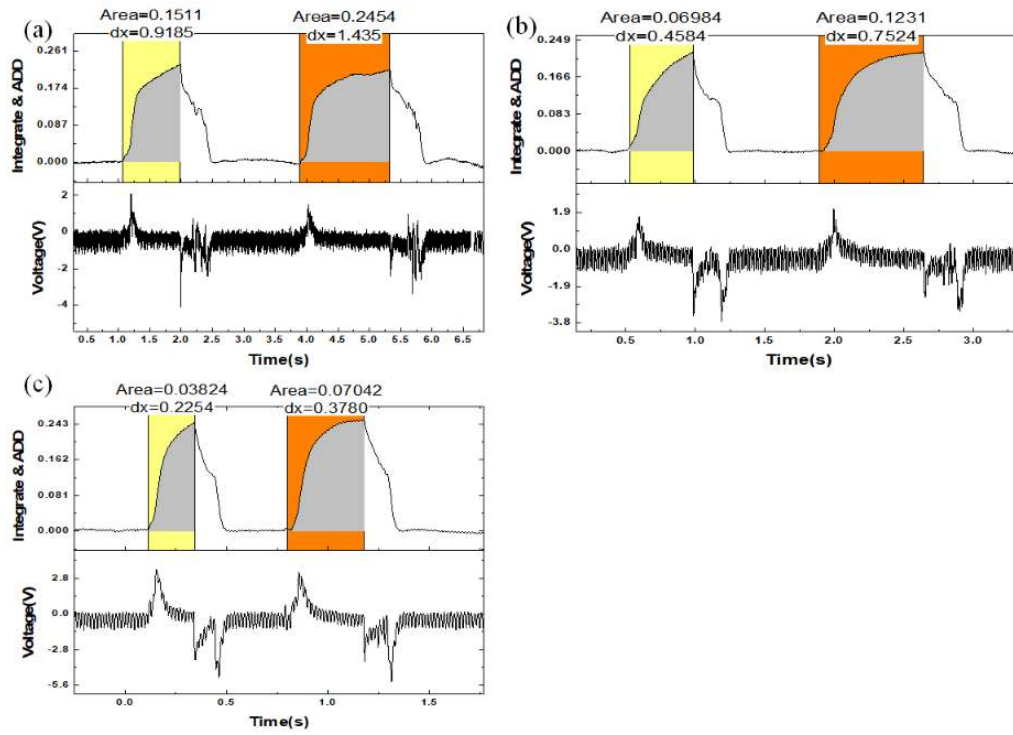 (a)
Area=0.1511 Area=0.2454
dx=0.9185 dx=1.435
Integrate & ADD
0.261
0.174
0.087
0.000
Voltage(V)
2
0
-2
-4
0.5 1.0 1.5 2.0 2.5 3.0 3.5 4.0 4.5 5.0 5.5 6.0 6.5
Time(s)
(b)
Area=0.06984 Area=0.1231
dx=0.4584 dx=0.7524
Integrate & ADD
0.249
0.166
0.083
0.000
Voltage(V)
1.9
0.0
-1.9
-3.8
0.5 1.0 1.5 2.0 2.5 3.0
Time(s)
(c)
Area=0.03824 Area=0.07042
dx=0.2254 dx=0.3780
Integrate & ADD
0.243
0.162
0.081
0.000
Voltage(V)
2.8
0.0
-2.8
-5.6
0.0 0.5 1.0 1.5
Time(s)